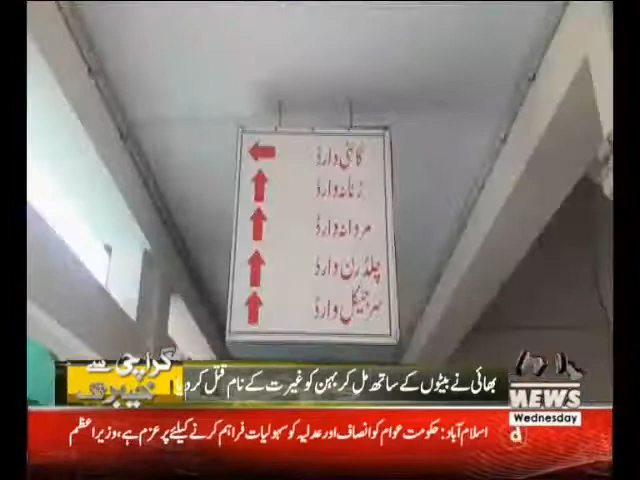 گائنی وارڈ
زنانہ وارڈ
مردانہ وارڈ
چلڈرن وارڈ
سرجیکل وارڈ
کراچی سے
خیبر تک
بھائی نے بیٹوں کے ساتھ مل کر بہن کو غیرت کے نام قتل کر دیا
NEWS
Wednesday
اسلام آباد: حکومت عوام کو انصاف اور عدلیہ کو سہولیات فراہم کرنے کیلئے پر عزم ہے، وزیراعظم